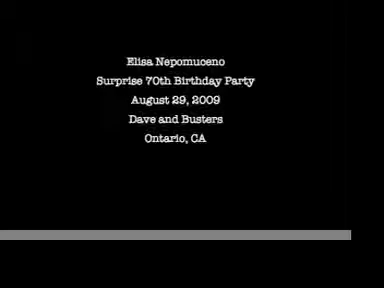 Elisa Nepomuceno
Surprise 70th Birthday Party
August 29, 2009
Dave and Busters
Ontario, CA